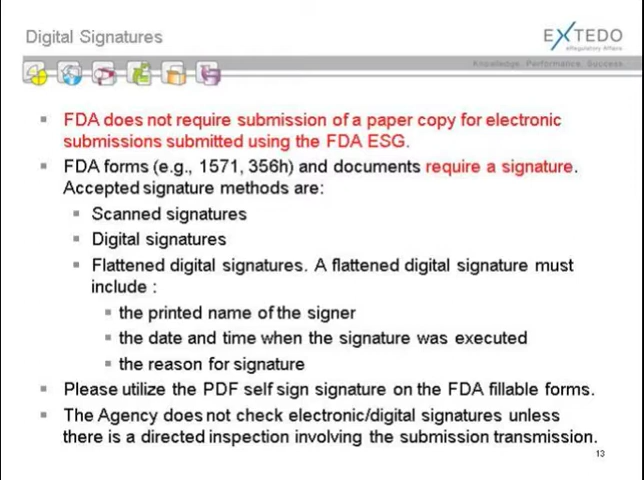 Digital Signatures
EXTEDO
eRegulatory Affairs
Knowledge. Performance. Success.
FDA does not require submission of a paper copy for electronic
submissions submitted using the FDA ESG.
FDA forms (e.g., 1571, 356h) and documents require a signature.
Accepted signature methods are:
Scanned signatures
Digital signatures
Flattened digital signatures. A flattened digital signature must
include :
the printed name of the signer
the date and time when the signature was executed
the reason for signature
Please utilize the PDF self sign signature on the FDA fillable forms.
The Agency does not check electronic/digital signatures unless
there is a directed inspection involving the submission transmission.
13